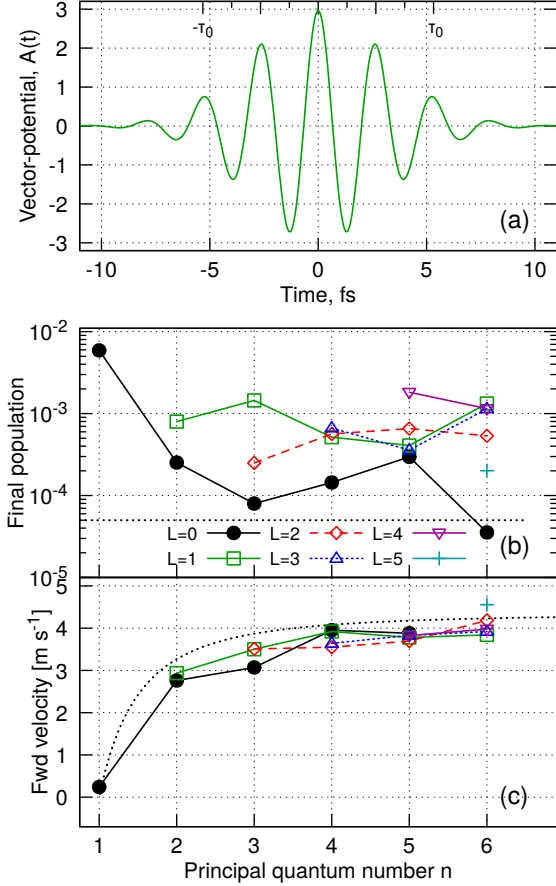 3
2
1
0
-1
-2
-3
Vector-potential, A(t)
-τ0
τ0
(a)
-10
-5
0
5
10
Time, fs
10^-2
10^-3
10^-4
10^-5
Final population
L=0
L=2
L=4
L=1
L=3
L=5
(b)
5
4
3
2
1
0
Fwd velocity [m s^-1]
(c)
1
2
3
4
5
6
Principal quantum number n